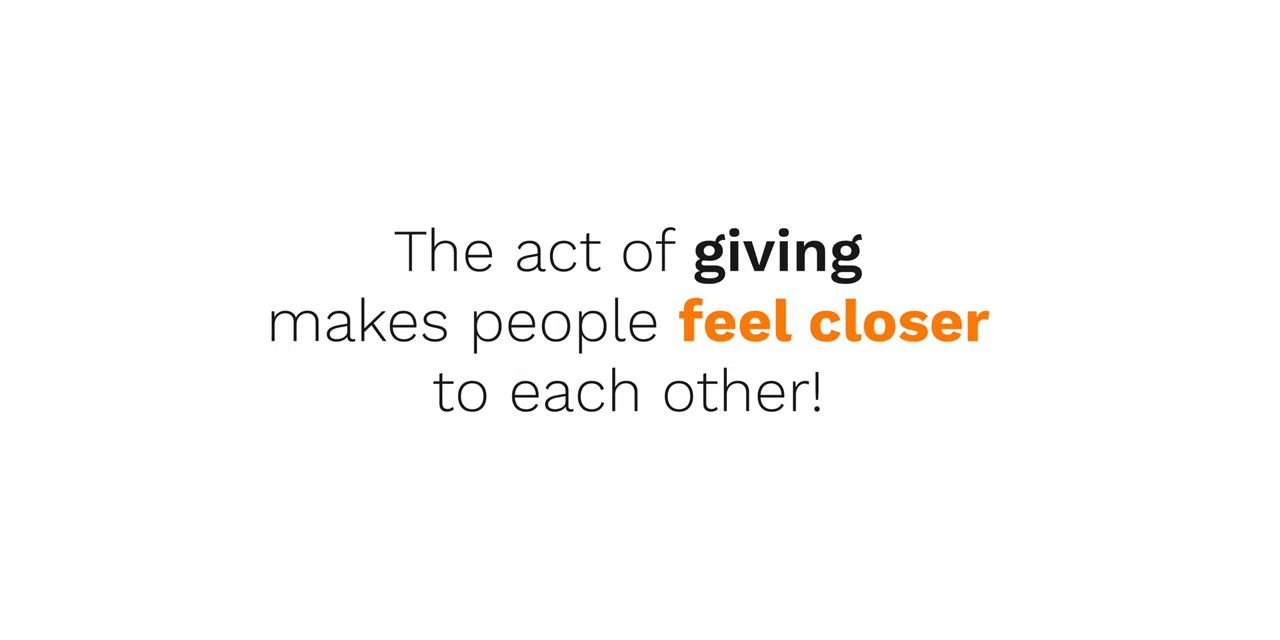 The act of giving
makes people feel closer
to each other!